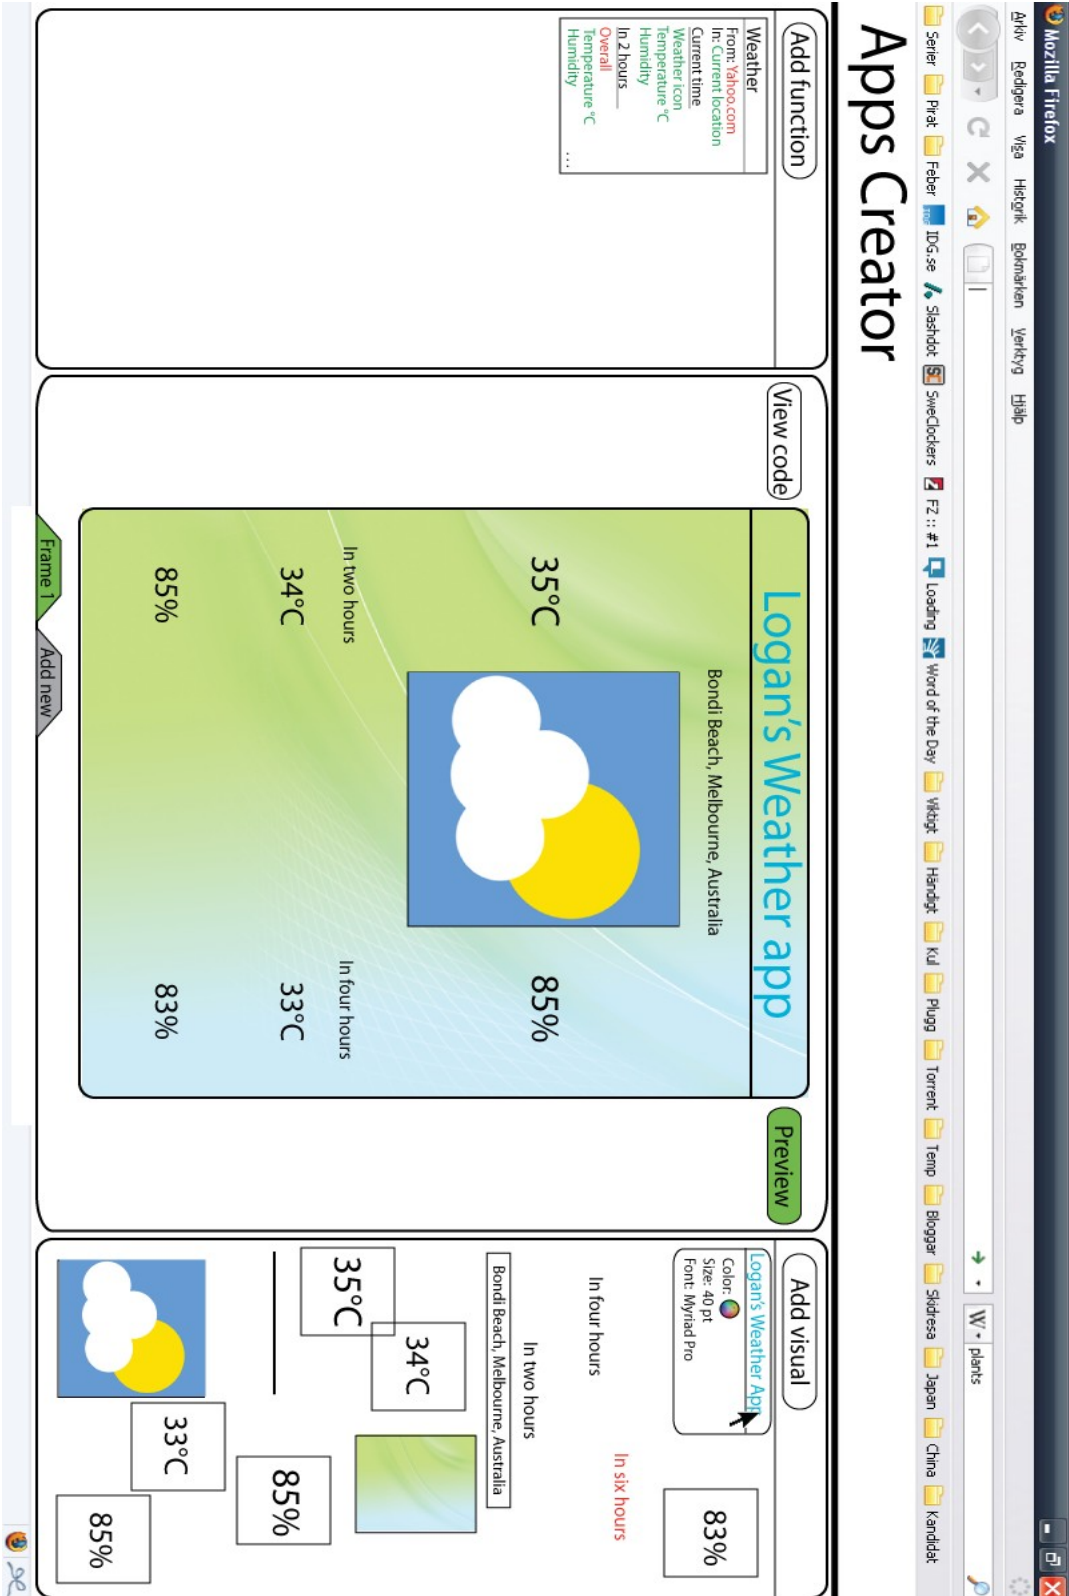 Mozilla Firefox
Arkiv Redigera Visa Historik Bokmärken Verktyg Hjälp
W plants
Serier Pirat Feber IDG.se Slashdot SweClockers FZ :: #1 Loading Word of the Day Viktigt Händigt Kul Plugg Torrent Temp Bloggar Skidresa Japan China Kandidat
Apps Creator
Add function
Weather
From: Yahoo.com
In: Current location
Current time
Weather icon
Temperature °C
Humidity
In 2 hours
Overall
Temperature °C
Humidity
...
View code
Preview
Logan's Weather app
Bondi Beach, Melbourne, Australia
35°C 85%
In two hours In four hours
34°C 33°C
85% 83%
Frame 1 Add new
Add visual
Logan's Weather App
Color:
Size: 40 pt
Font: Myriad Pro
83%
In six hours
In four hours
In two hours
Bondi Beach, Melbourne, Australia
34°C
35°C
85%
33°C
85%